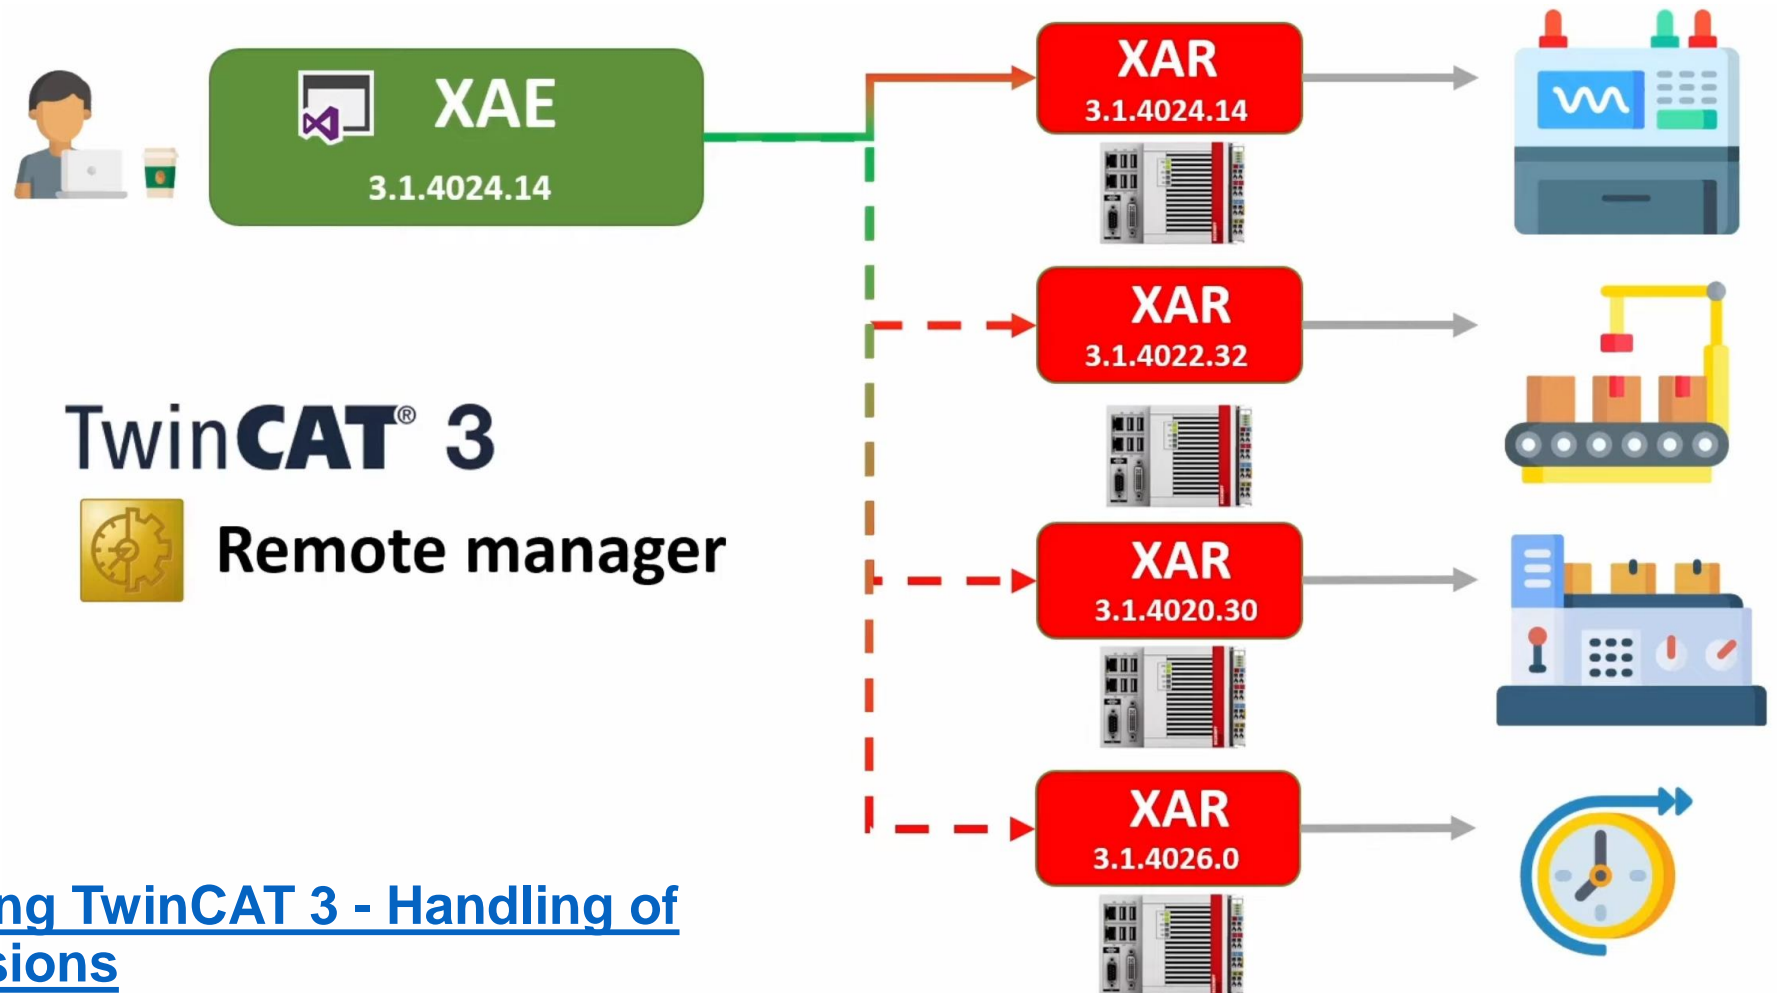 XAE
3.1.4024.14
TwinCAT® 3
Remote manager
XAR
3.1.4024.14
XAR
3.1.4022.32
XAR
3.1.4020.30
XAR
3.1.4026.0
ng TwinCAT 3 - Handling of
sions